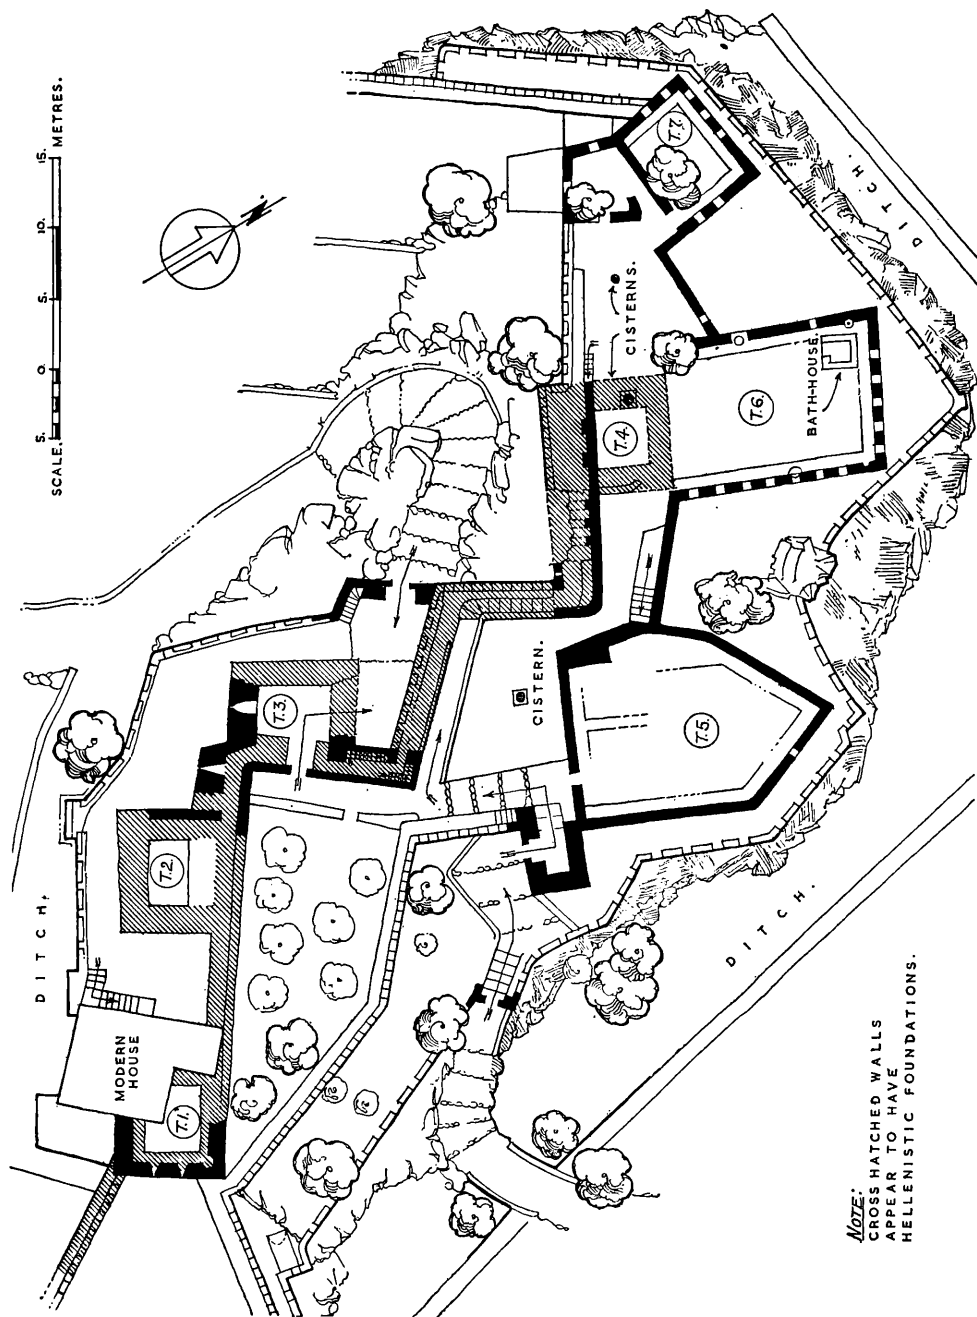 SCALE. 5. 0. 5. 10. 15. METRES.
N.
DITCH.
T.7.
CISTERNS.
T.4.
T.6.
BATH-HOUSE.
CISTERN.
T.5.
T.3.
T.2.
DITCH.
MODERN
HOUSE
T.1.
DITCH.
NOTE:
CROSS HATCHED WALLS
APPEAR TO HAVE
HELLENISTIC FOUNDATIONS.